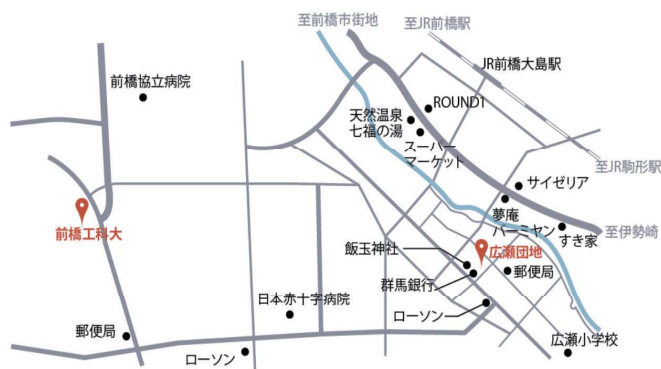 至前橋市街地
至JR前橋駅
JR前橋大島駅
前橋協立病院
ROUND1
天然温泉
七福の湯
スーパー
マーケット
至JR駒形駅
サイゼリア
夢庵
バーミヤン
至伊勢崎
すき家
前橋工科大
広瀬団地
飯玉神社
郵便局
群馬銀行
日本赤十字病院
ローソン
郵便局
ローソン
広瀬小学校